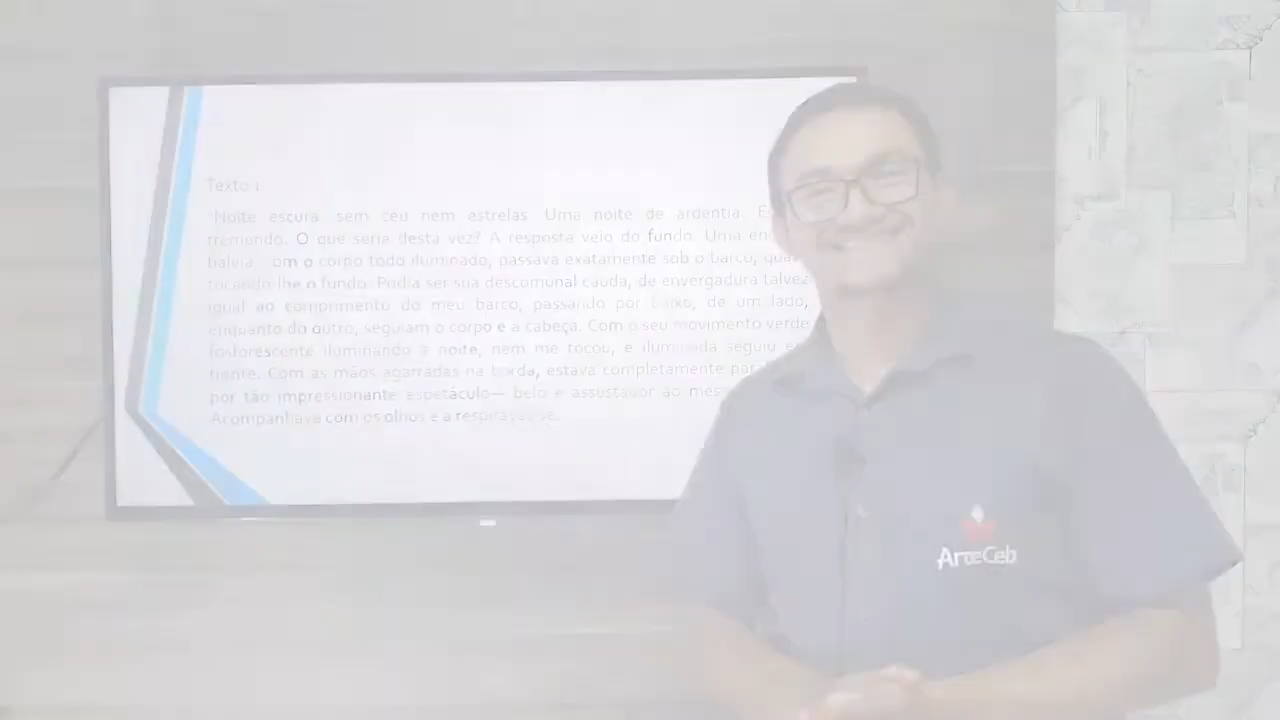 Texto 1
Noite escura, sem céu nem estrelas. Uma noite de ardentia.
tremendo. O que seria desta vez? A resposta veio do fundo. Uma
baleia, com o corpo todo iluminado, passava exatamente sob o barco,
tocando-lhe o fundo. Podia ser sua descomunal cauda, de envergadura talvez
igual ao comprimento do meu barco, passando por baixo, de um lado,
enquanto do outro, seguiam o corpo e a cabeça. Com o seu movimento verde
fosforescente iluminando a noite, nem me tocou, e iluminada seguiu
frente. Com as mãos agarradas na borda, estava completamente
por tão impressionante espetáculo— belo e assustador ao
Acompanhava com os olhos e a respiração
ArteCeb